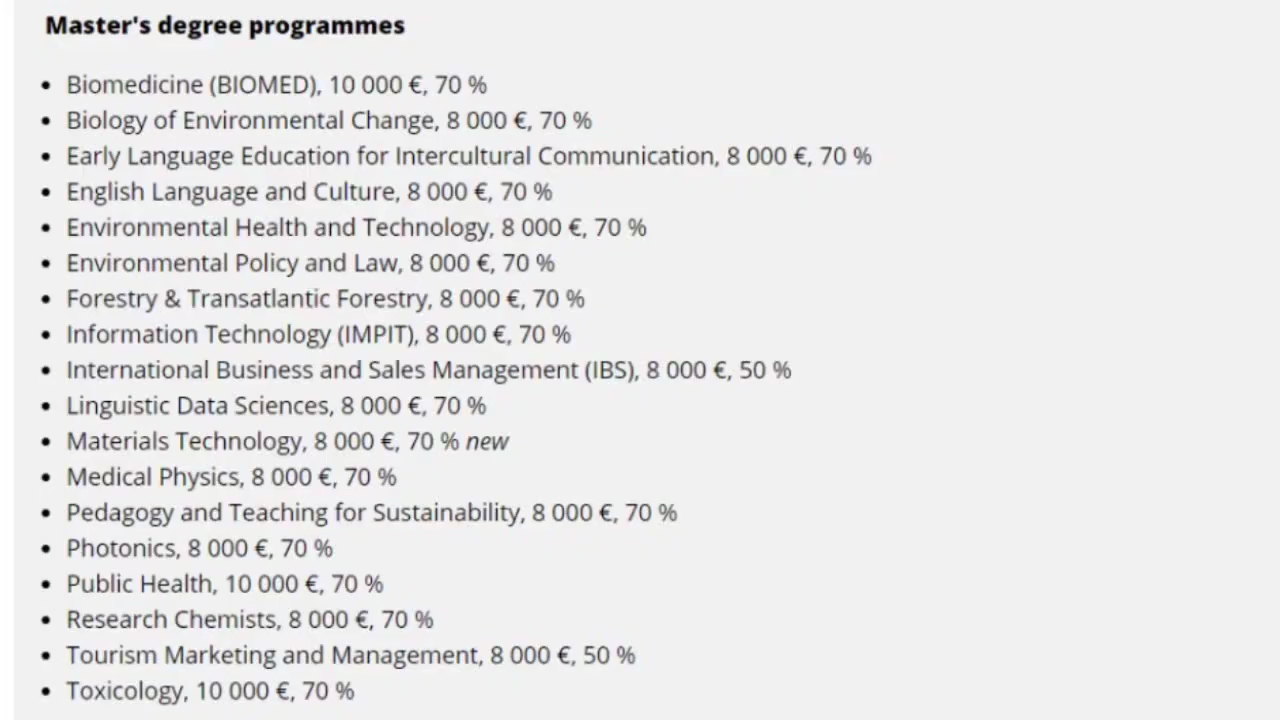 Master's degree programmes
• Biomedicine (BIOMED), 10 000 €, 70 %
• Biology of Environmental Change, 8 000 €, 70 %
• Early Language Education for Intercultural Communication, 8 000 €, 70 %
• English Language and Culture, 8 000 €, 70 %
• Environmental Health and Technology, 8 000 €, 70 %
• Environmental Policy and Law, 8 000 €, 70 %
• Forestry & Transatlantic Forestry, 8 000 €, 70 %
• Information Technology (IMPIT), 8 000 €, 70 %
• International Business and Sales Management (IBS), 8 000 €, 50 %
• Linguistic Data Sciences, 8 000 €, 70 %
• Materials Technology, 8 000 €, 70 % new
• Medical Physics, 8 000 €, 70 %
• Pedagogy and Teaching for Sustainability, 8 000 €, 70 %
• Photonics, 8 000 €, 70 %
• Public Health, 10 000 €, 70 %
• Research Chemists, 8 000 €, 70 %
• Tourism Marketing and Management, 8 000 €, 50 %
• Toxicology, 10 000 €, 70 %